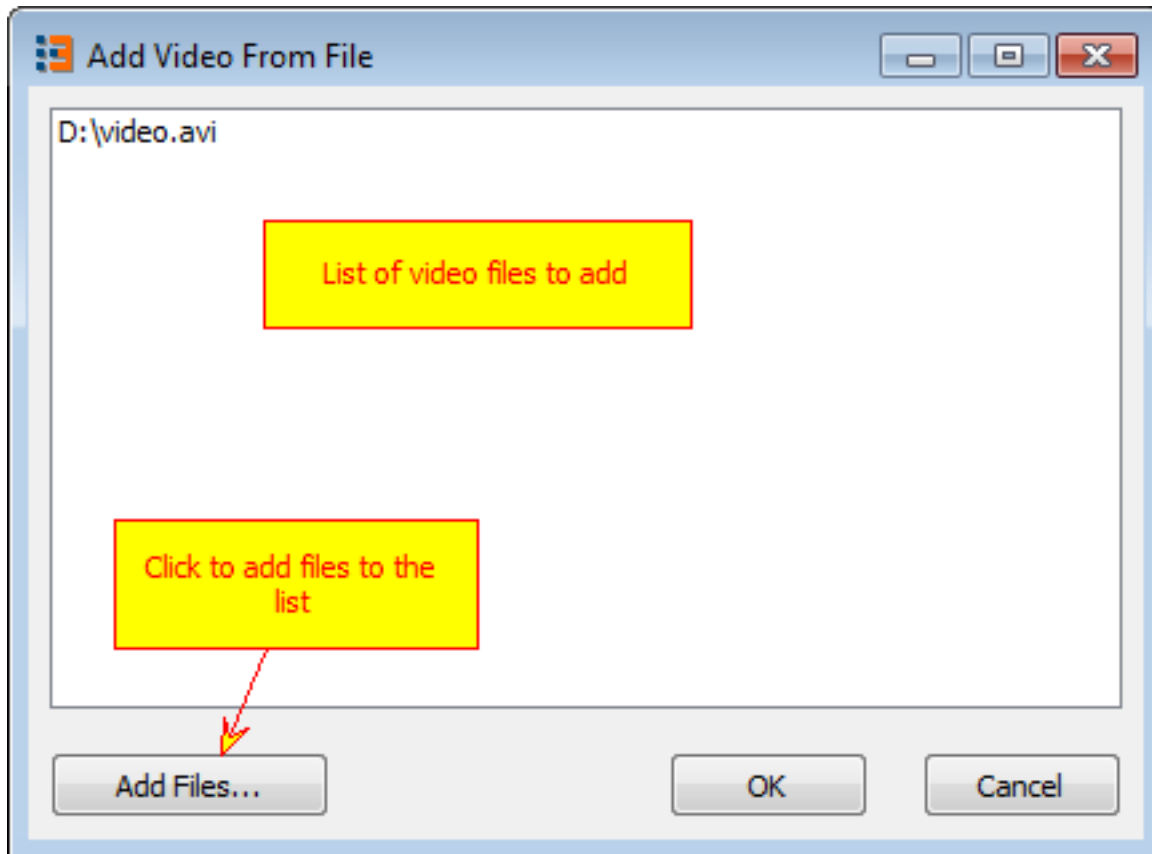 Add Video From File
D:\video.avi
List of video files to add
Click to add files to the
list
Add Files...
OK
Cancel